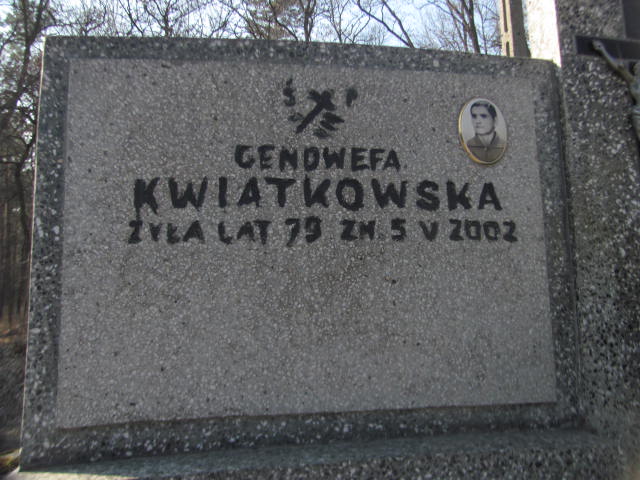 Ś P
GENOWEFA
KWIATKOWSKA
ŻYŁA LAT 79 ZM. 5 V 2002